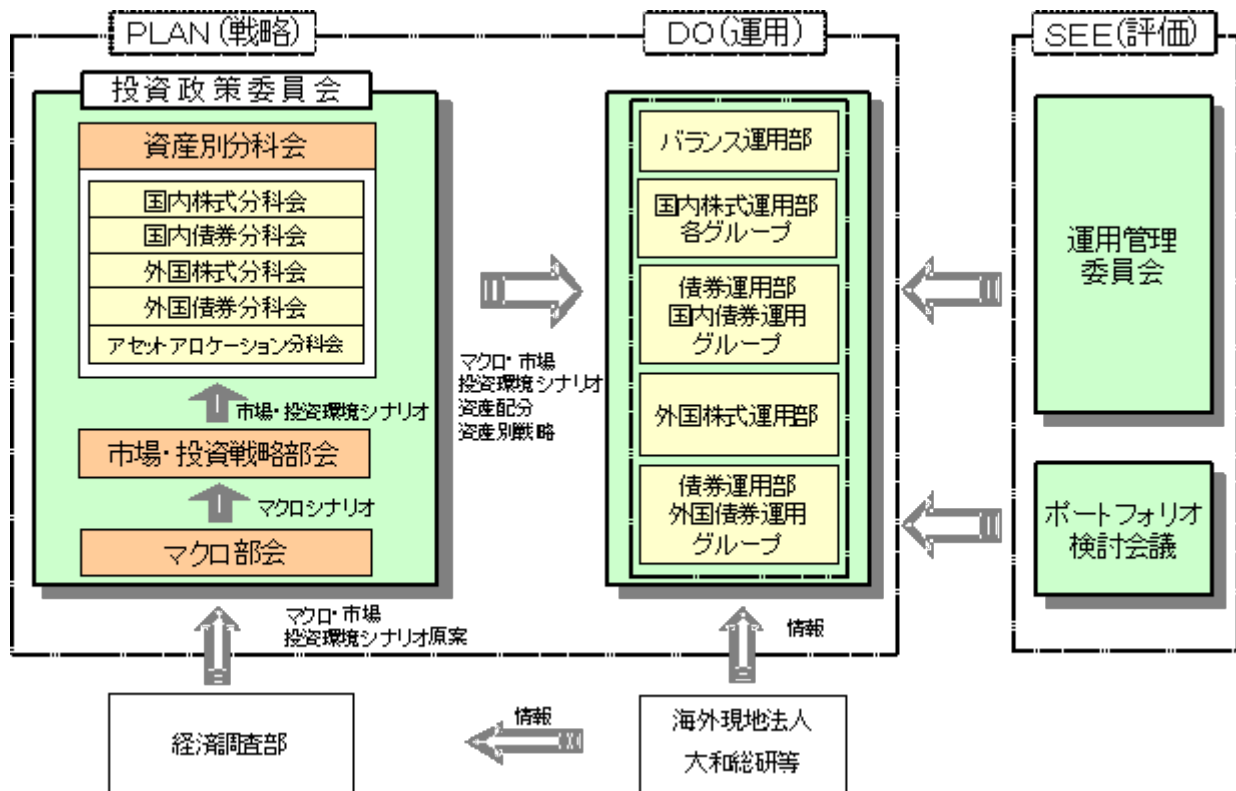 PLAN(戦略)
DO(運用)
SEE(評価)
投資政策委員会
資産別分科会
国内株式分科会
国内債券分科会
外国株式分科会
外国債券分科会
アセットアロケーション分科会
市場・投資環境シナリオ
市場・投資戦略部会
マクロシナリオ
マクロ部会
マクロ・市場
投資環境シナリオ
資産配分
資産別戦略
バランス運用部
国内株式運用部
各グループ
債券運用部
国内債券運用
グループ
外国株式運用部
債券運用部
外国債券運用
グループ
運用管理
委員会
ポートフォリオ
検討会議
マクロ・市場
投資環境シナリオ原案
情報
経済調査部
情報
海外現地法人
大和総研等